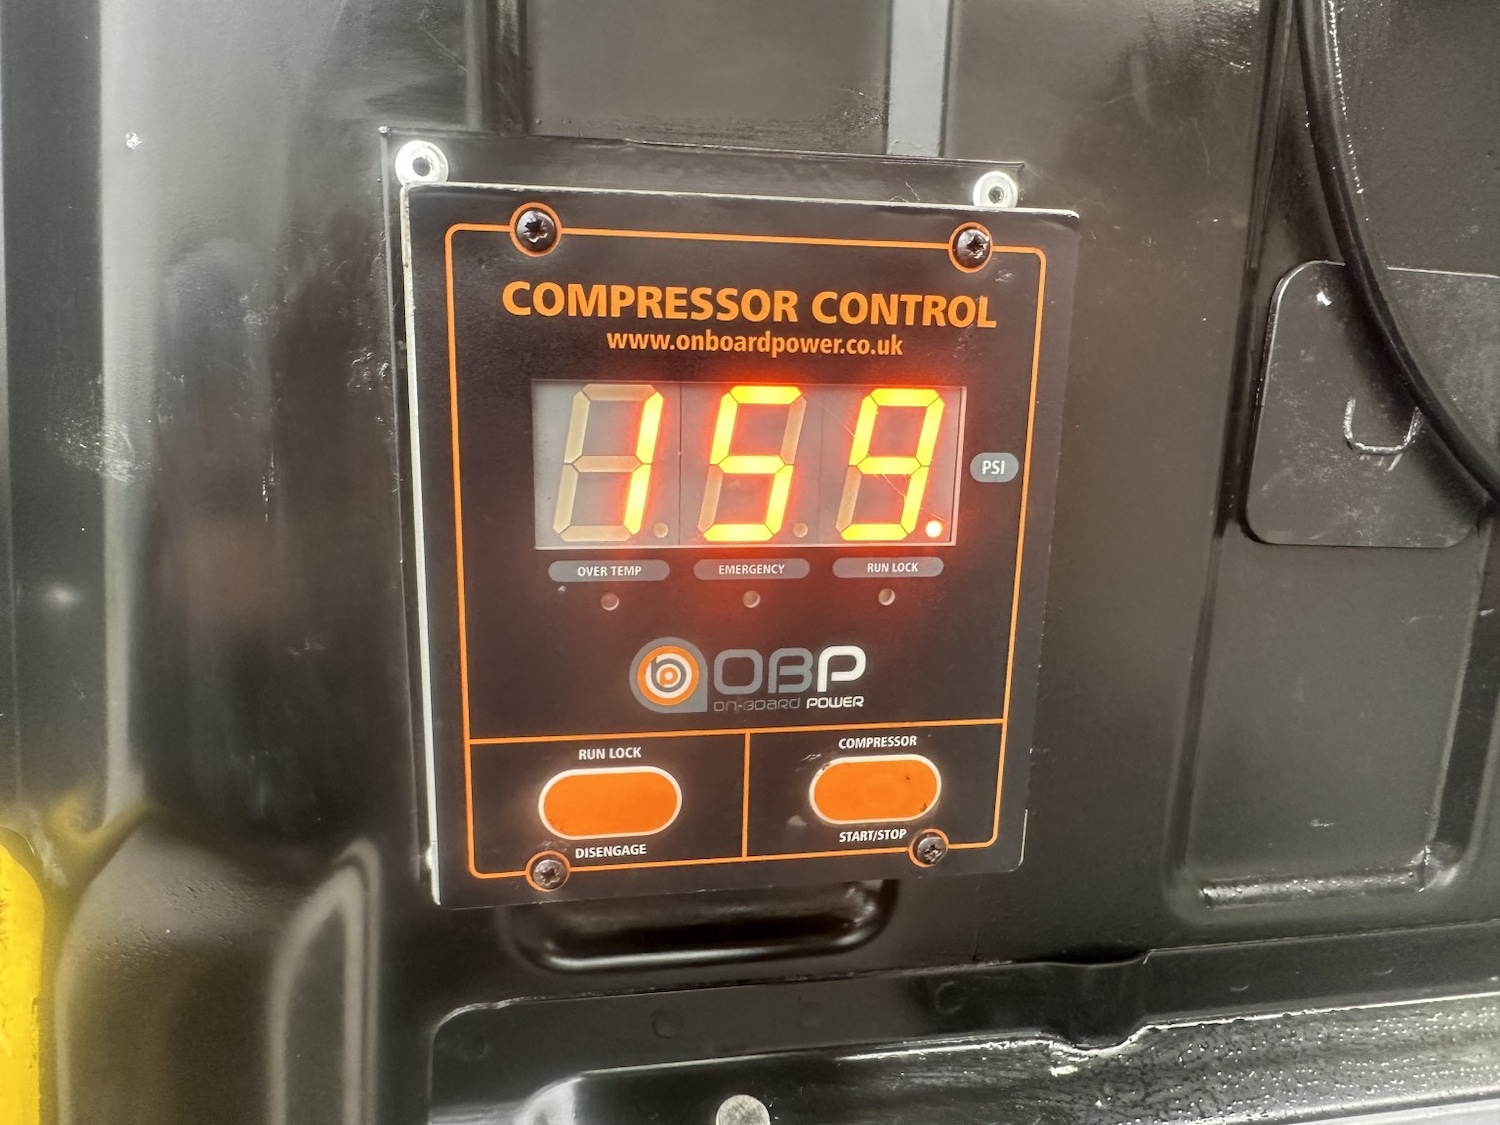 COMPRESSOR CONTROL
www.onboardpower.co.uk
159.
PSI
OVER TEMP EMERGENCY RUN LOCK
OBP
ON-BOARD POWER
RUN LOCK
DISENGAGE
COMPRESSOR
START/STOP